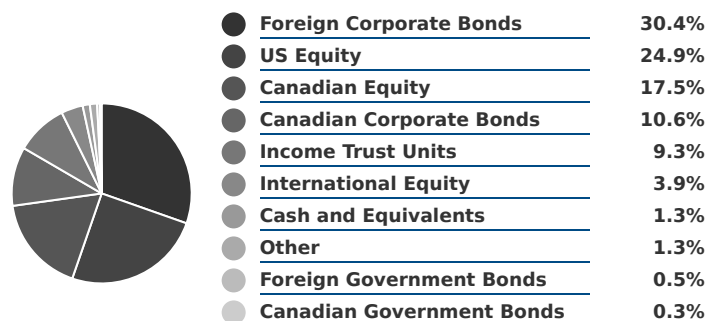 Foreign Corporate Bonds 30.4%
US Equity 24.9%
Canadian Equity 17.5%
Canadian Corporate Bonds 10.6%
Income Trust Units 9.3%
International Equity 3.9%
Cash and Equivalents 1.3%
Other 1.3%
Foreign Government Bonds 0.5%
Canadian Government Bonds 0.3%